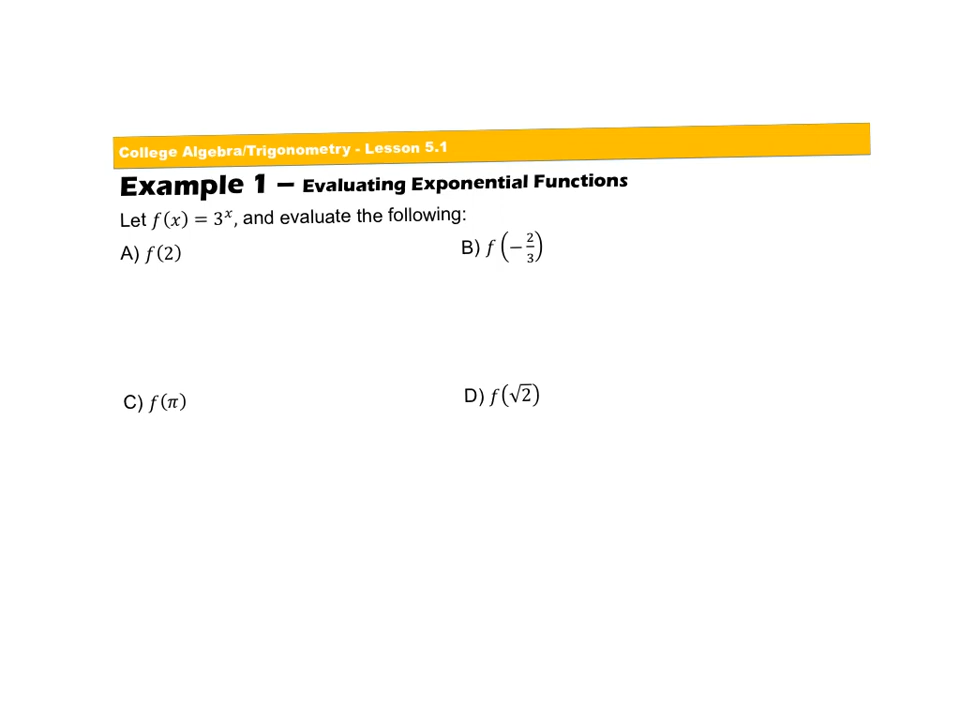 College Algebra/Trigonometry - Lesson 5.1
Example 1 – Evaluating Exponential Functions
Let f(x) = 3ˣ, and evaluate the following:
A) f(2)
B) f(−2/3)
C) f(π)
D) f(√2)